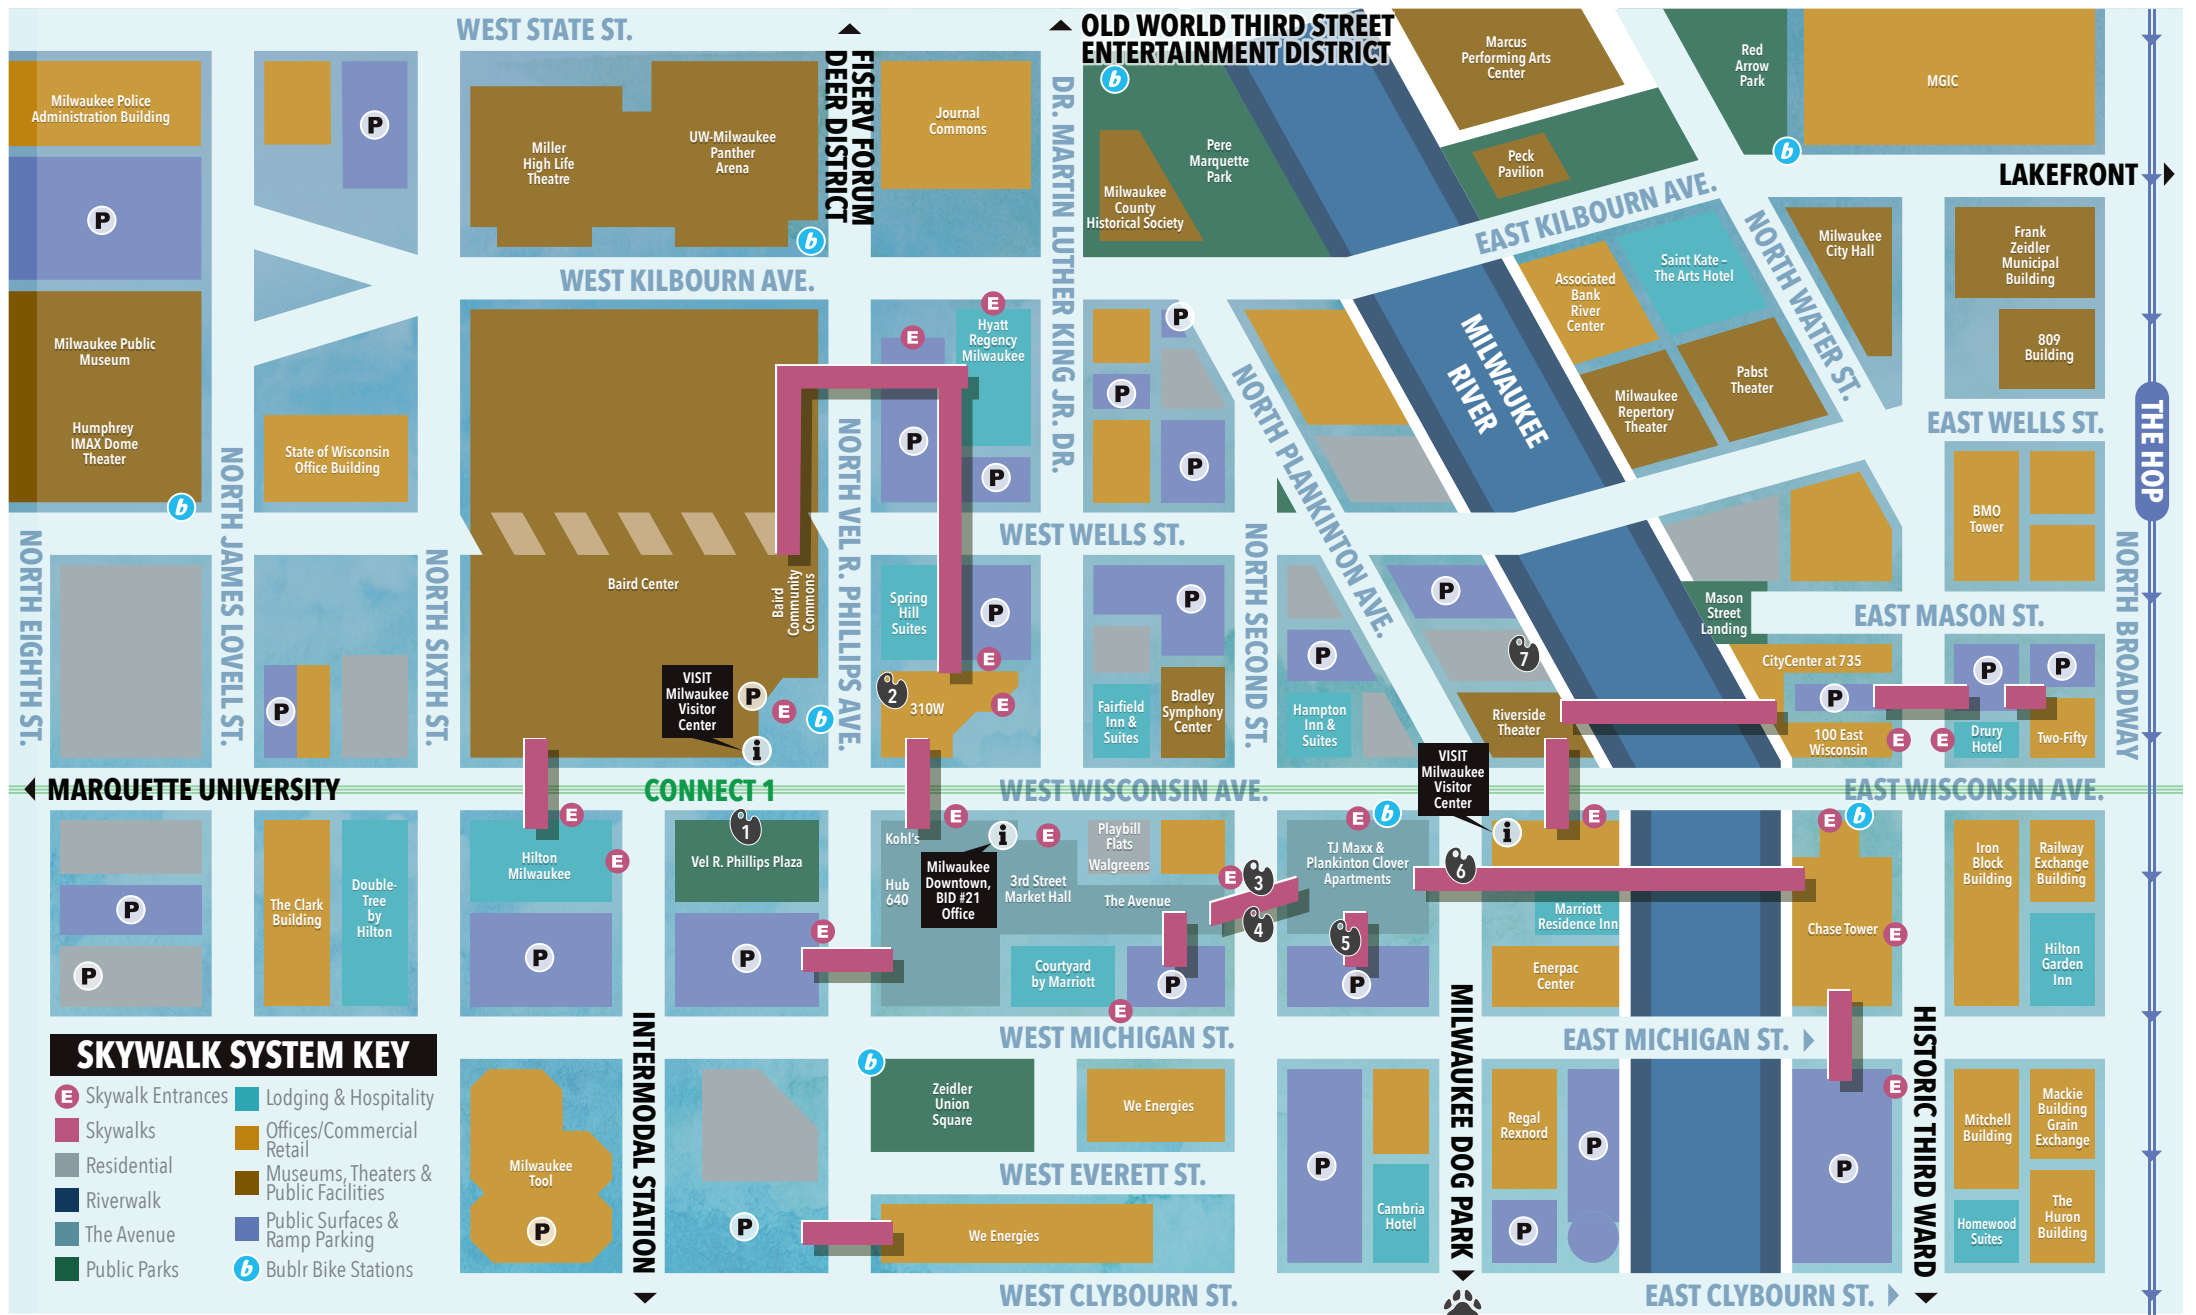 WEST STATE ST.
FISERV FORUM
DEER DISTRICT
OLD WORLD THIRD STREET
ENTERTAINMENT DISTRICT
Milwaukee Police
Administration Building
P
P
Miller
High Life
Theatre
UW-Milwaukee
Panther
Arena
b
Journal
Commons
DR. MARTIN LUTHER KING JR. DR.
b
Milwaukee
County
Historical Society
Pere
Marquette
Park
Marcus
Performing Arts
Center
Peck
Pavilion
Red
Arrow
Park
b
MGIC
LAKEFRONT
EAST KILBOURN AVE.
NORTH WATER ST.
Milwaukee
City Hall
Frank
Zeidler
Municipal
Building
809
Building
EAST WELLS ST.
THE HOP
WEST KILBOURN AVE.
Milwaukee Public
Museum
Humphrey
IMAX Dome
Theater
b
State of Wisconsin
Office Building
NORTH EIGHTH ST.
NORTH JAMES LOVELL ST.
NORTH SIXTH ST.
NORTH VEL R. PHILLIPS AVE.
E
E
Hyatt
Regency
Milwaukee
P
P
P
P
P
NORTH PLANKINTON AVE.
MILWAUKEE
RIVER
Associated
Bank
River
Center
Saint Kate –
The Arts Hotel
Milwaukee
Repertory
Theater
Pabst
Theater
BMO
Tower
WEST WELLS ST.
NORTH SECOND ST.
NORTH BROADWAY
Baird Center
Baird
Community
Commons
P
VISIT
Milwaukee
Visitor
Center
P
E
b
i
Spring
Hill
Suites
P
E
2
310W
E
P
Fairfield
Inn &
Suites
Bradley
Symphony
Center
P
Hampton
Inn &
Suites
P
7
Riverside
Theater
Mason
Street
Landing
EAST MASON ST.
CityCenter at 735
P
P
P
100 East
Wisconsin
E
E
Drury
Hotel
Two-Fifty
MARQUETTE UNIVERSITY
CONNECT 1
WEST WISCONSIN AVE.
VISIT
Milwaukee
Visitor
Center
EAST WISCONSIN AVE.
P
P
The Clark
Building
Double-
Tree
by
Hilton
E
Hilton
Milwaukee
E
P
1
Vel R. Phillips Plaza
E
P
Kohl's
E
i
E
Hub
640
Milwaukee
Downtown,
BID #21
Office
3rd Street
Market Hall
Playbill
Flats
Walgreens
The Avenue
Courtyard
by Marriott
E
P
E
3
4
E
b
TJ Maxx &
Plankinton Clover
Apartments
5
P
i
E
6
Marriott
Residence Inn
Enerpac
Center
E
b
Chase Tower
E
Iron
Block
Building
Railway
Exchange
Building
Hilton
Garden
Inn
WEST MICHIGAN ST.
EAST MICHIGAN ST.
INTERMODAL STATION
MILWAUKEE DOG PARK
HISTORIC THIRD WARD
Milwaukee
Tool
P
P
b
Zeidler
Union
Square
We Energies
WEST EVERETT ST.
We Energies
P
Cambria
Hotel
Regal
Rexnord
P
P
E
P
Mitchell
Building
Mackie
Building
Grain
Exchange
Homewood
Suites
The
Huron
Building
WEST CLYBOURN ST.
EAST CLYBOURN ST.
SKYWALK SYSTEM KEY
E Skywalk Entrances
Skywalks
Residential
Riverwalk
The Avenue
Public Parks
Lodging & Hospitality
Offices/Commercial
Retail
Museums, Theaters &
Public Facilities
Public Surfaces &
Ramp Parking
b Bublr Bike Stations